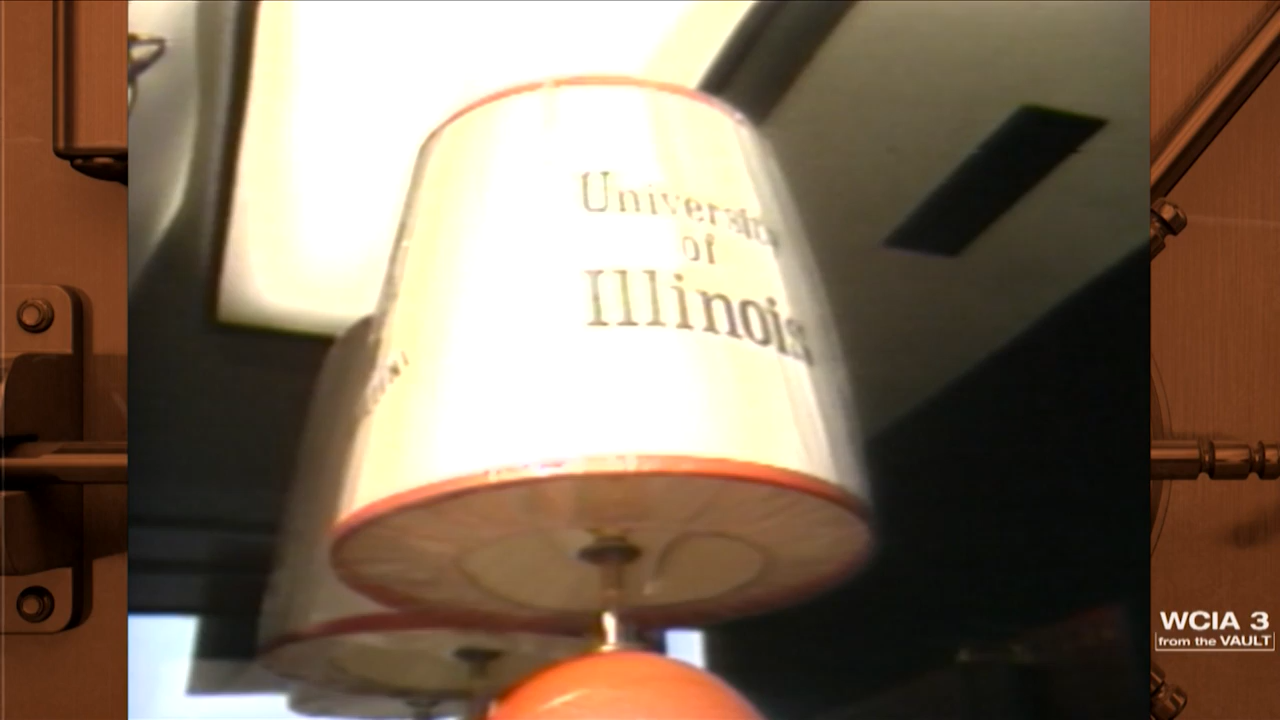 University
of
Illinois
WCIA 3
from the VAULT